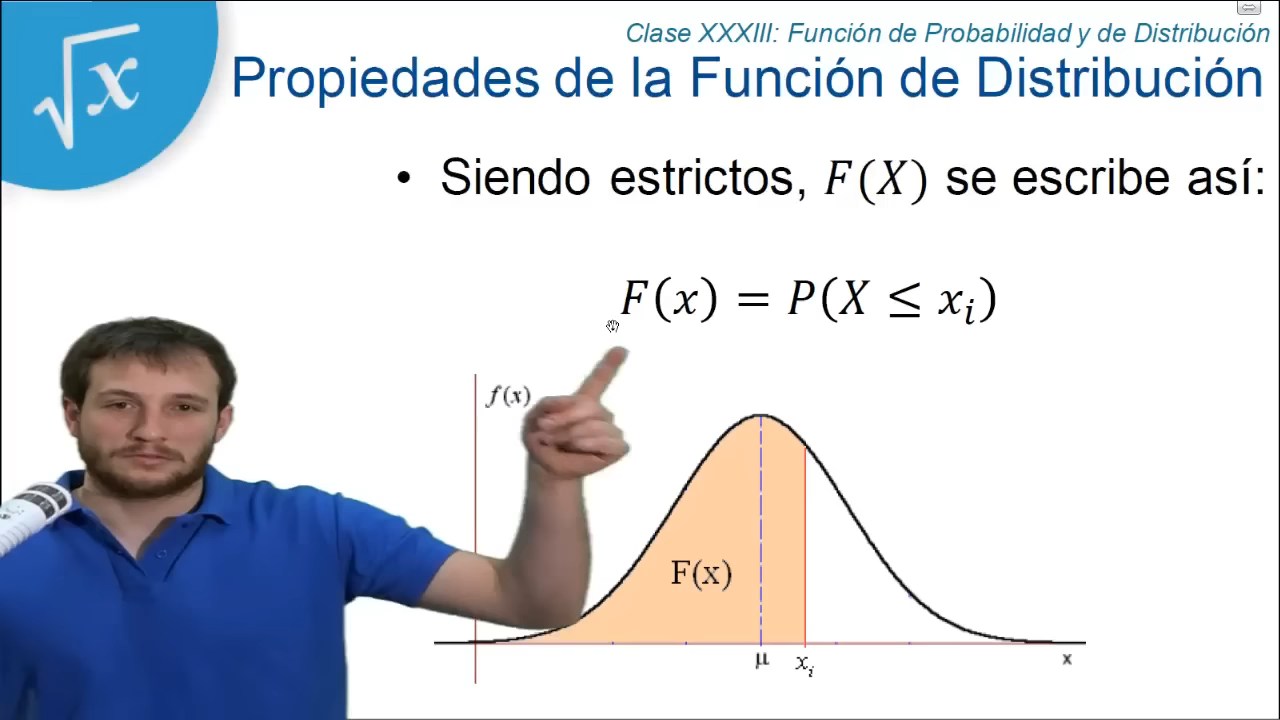 √x
Clase XXXIII: Función de Probabilidad y de Distribución
Propiedades de la Función de Distribución
• Siendo estrictos, F(X) se escribe así:
F(x) = P(X ≤ xᵢ)
f(x)
F(x)
μ xᵢ x